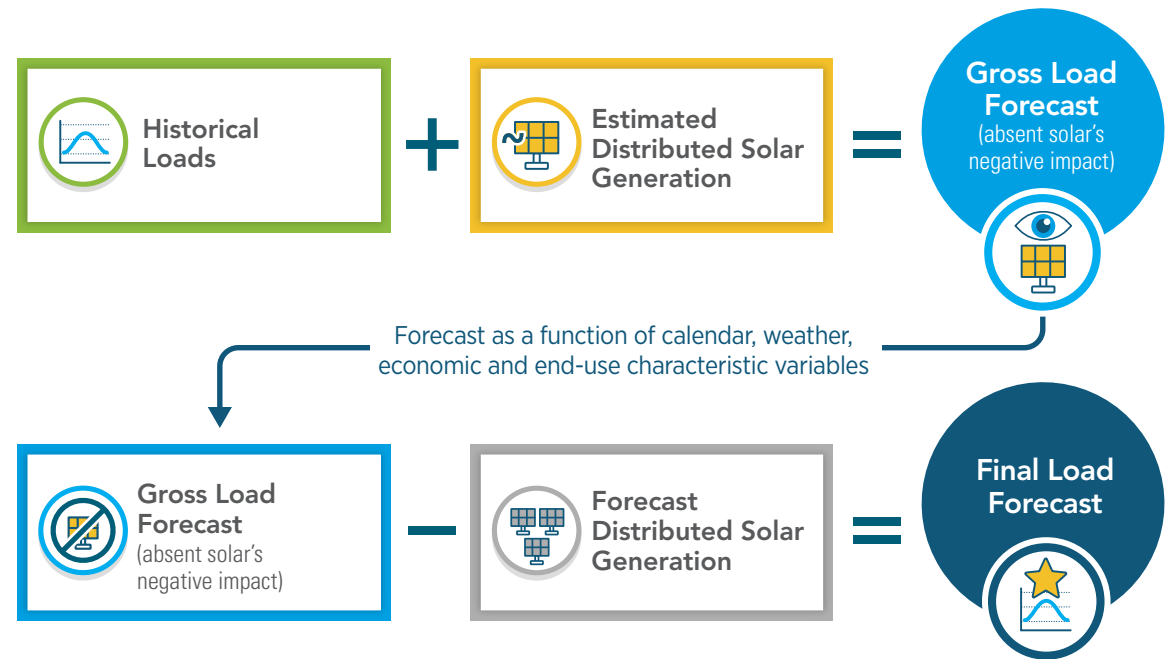 Historical
Loads
+
Estimated
Distributed Solar
Generation
=
Gross Load
Forecast
(absent solar's
negative impact)
Forecast as a function of calendar, weather,
economic and end-use characteristic variables
Gross Load
Forecast
(absent solar's
negative impact)
−
Forecast
Distributed Solar
Generation
=
Final Load
Forecast